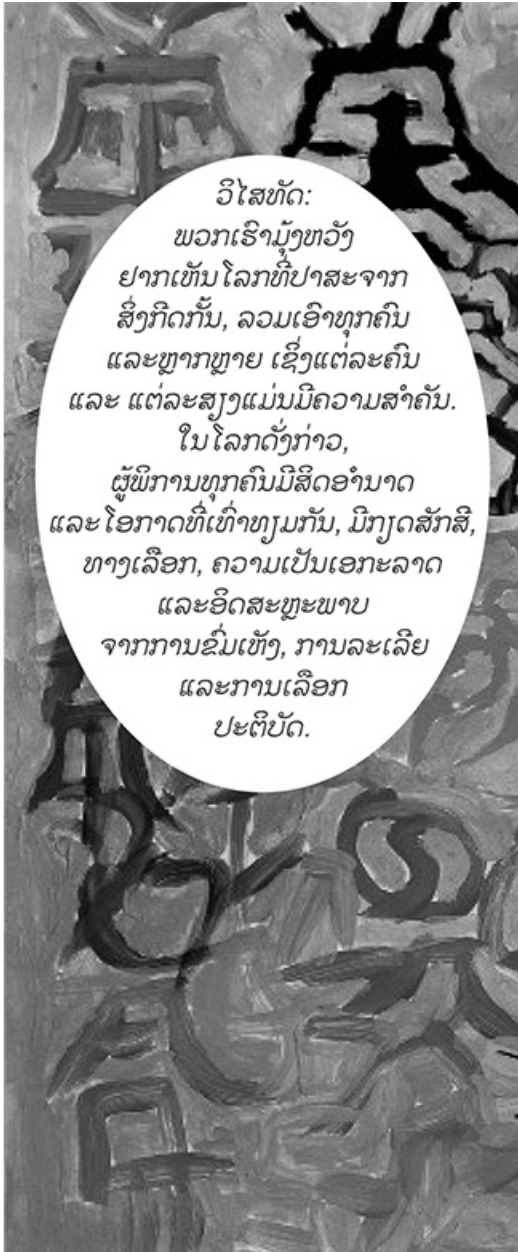 ວິໄສທັດ:
ພວກເຮົາມຸ້ງຫວັງ
ຢາກເຫັນໂລກທີ່ປາສະຈາກ
ສິ່ງກີດກັ້ນ, ລວມເອົາທຸກຄົນ
ແລະຫຼາກຫຼາຍ ເຊິ່ງແຕ່ລະຄົນ
ແລະ ແຕ່ລະສຽງແມ່ນມີຄວາມສຳຄັນ.
ໃນໂລກດັ່ງກ່າວ,
ຜູ້ພິການທຸກຄົນມີສິດອຳນາດ
ແລະໂອກາດທີ່ເທົ່າທຽມກັນ, ມີກຽດສັກສີ,
ທາງເລືອກ, ຄວາມເປັນເອກະລາດ
ແລະອິດສະຫຼະພາບ
ຈາກການຂົ່ມເຫັງ, ການລະເລີຍ
ແລະການເລືອກ
ປະຕິບັດ.